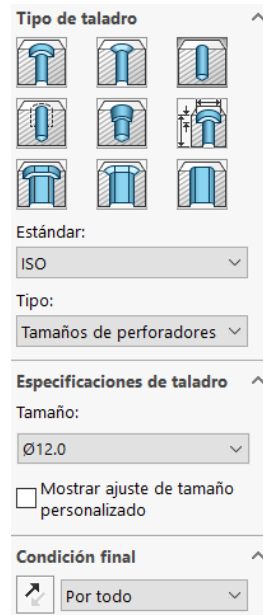 Tipo de taladro
Estándar:
ISO
Tipo:
Tamaños de perforadores
Especificaciones de taladro
Tamaño:
Ø12.0
Mostrar ajuste de tamaño
personalizado
Condición final
Por todo